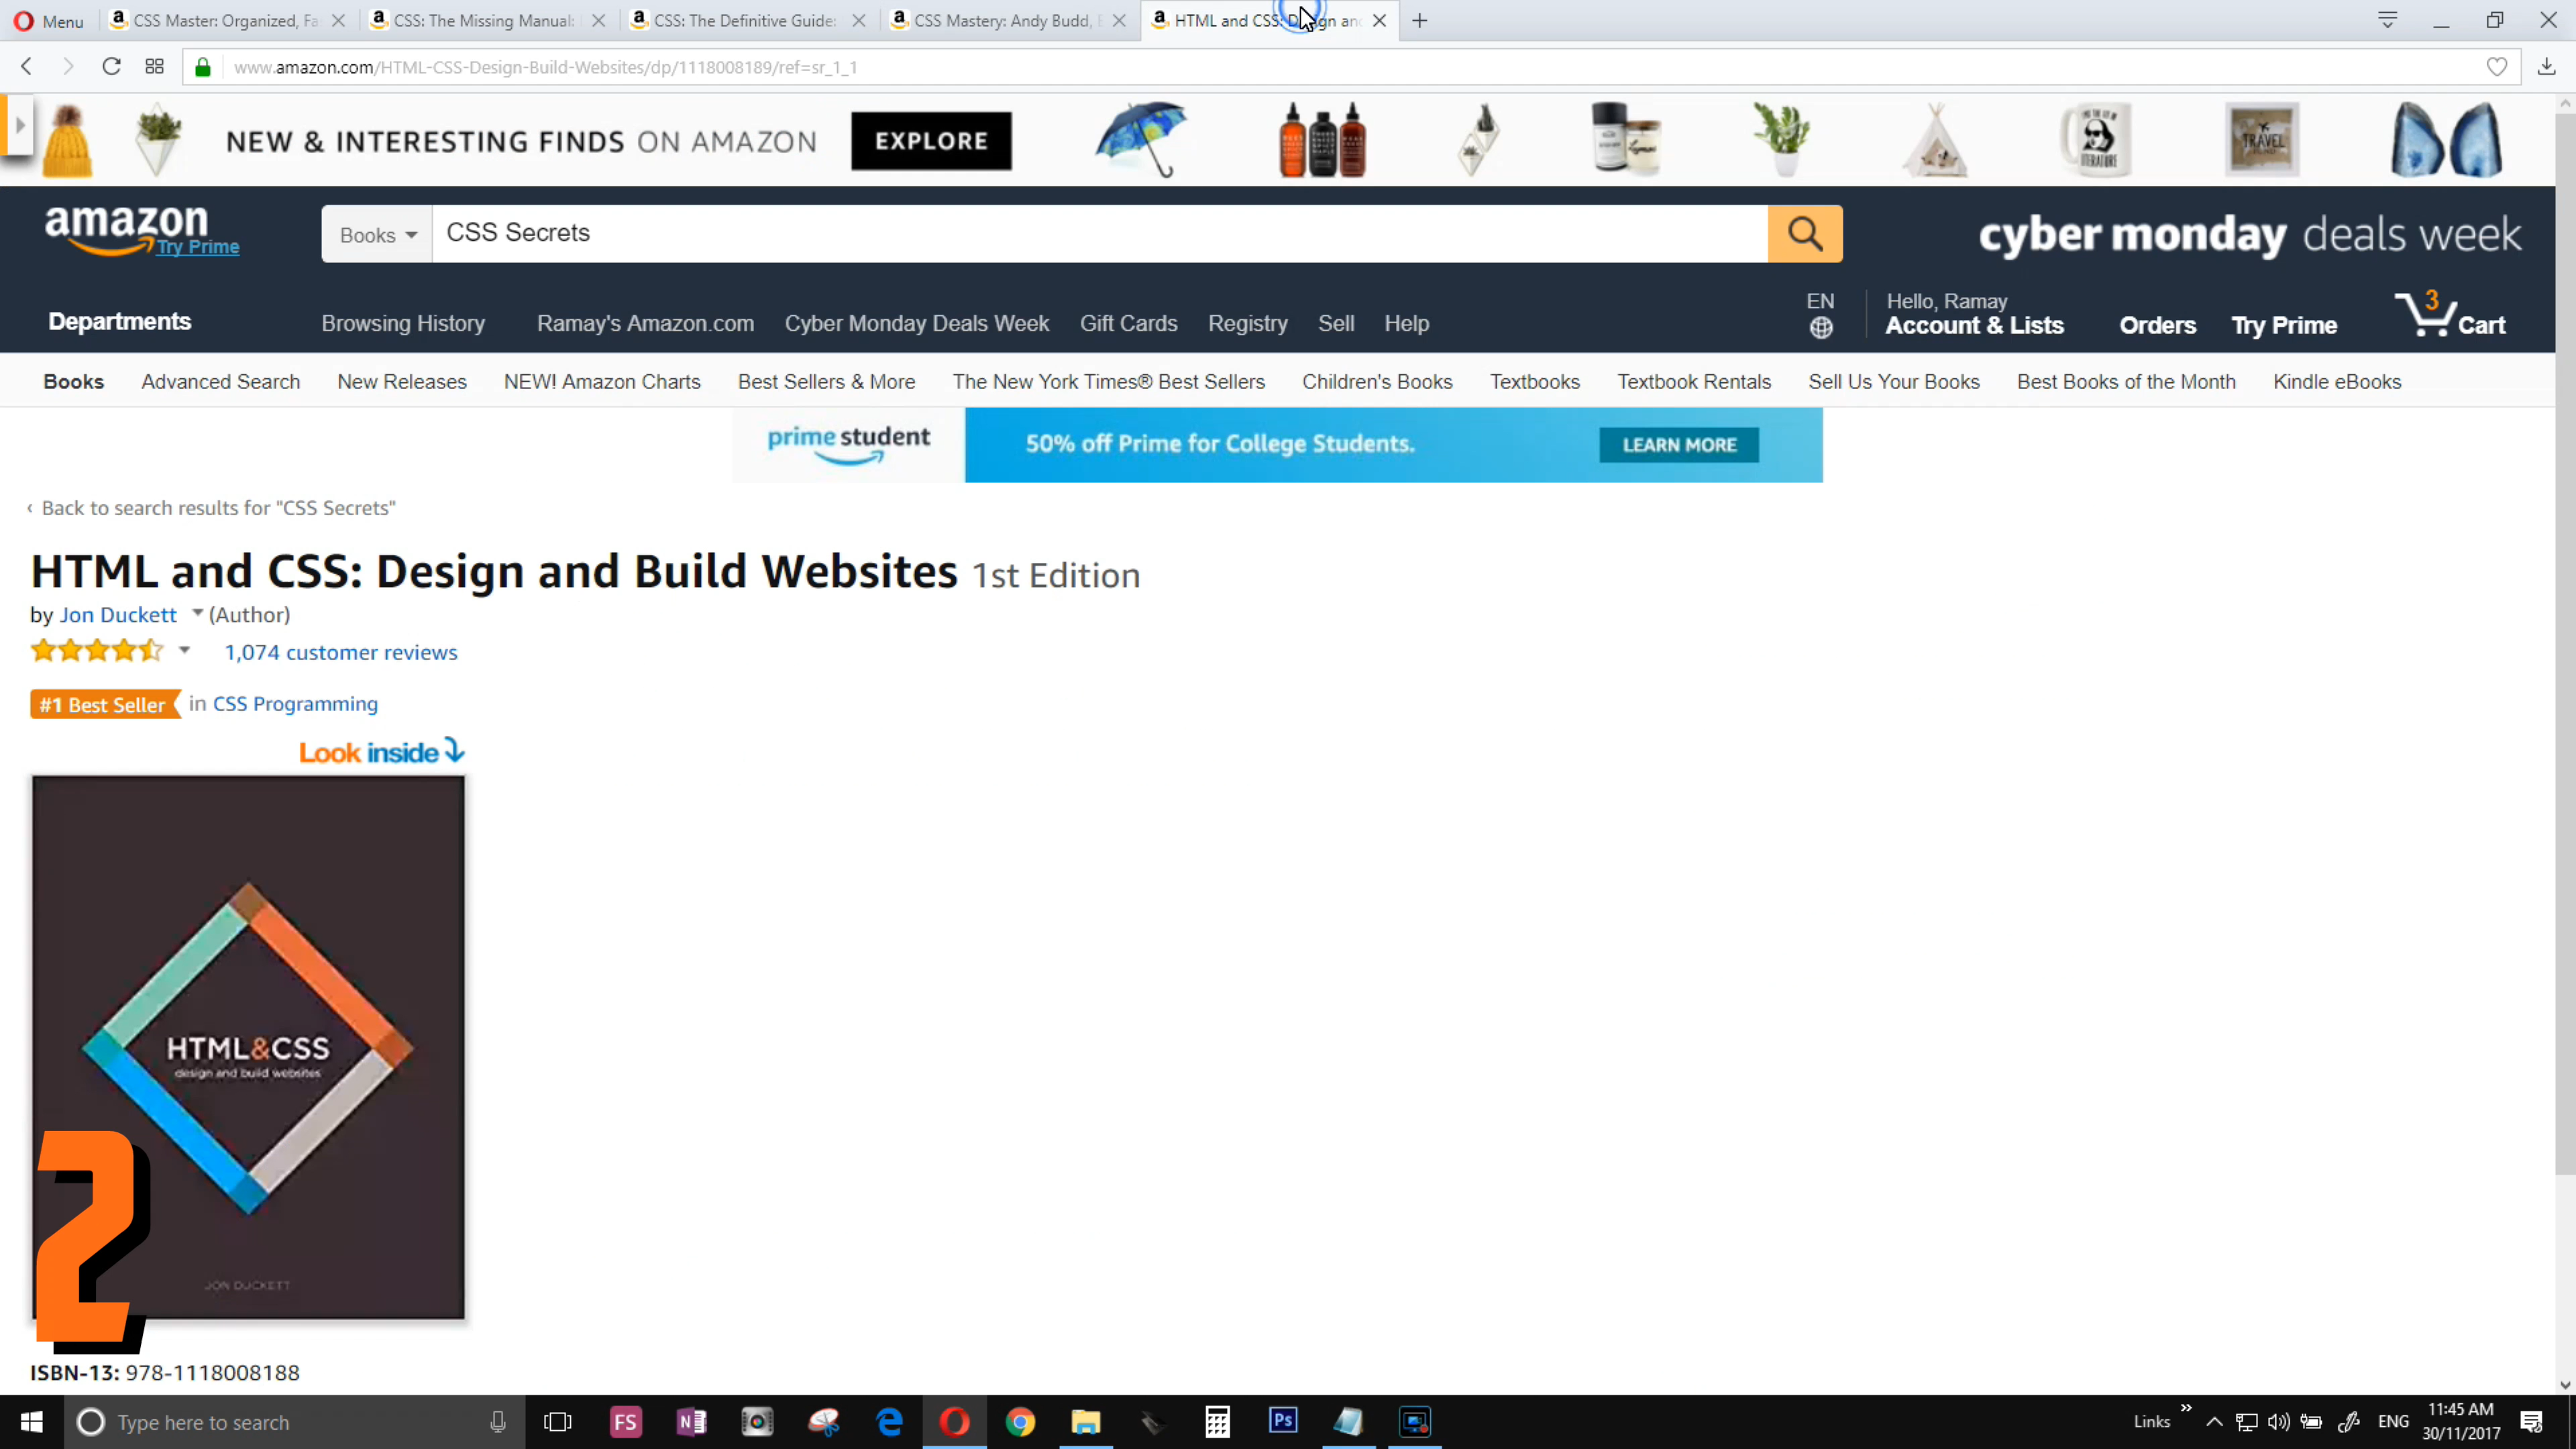 Menu
CSS Master: Organized, Fa
CSS: The Missing Manual:
CSS: The Definitive Guide:
CSS Mastery: Andy Budd,
HTML and CSS: Design an
www.amazon.com/HTML-CSS-Design-Build-Websites/dp/1118008189/ref=sr_1_1
NEW & INTERESTING FINDS ON AMAZON EXPLORE
LITERATURE
TRAVEL
amazon
Try Prime
Books
CSS Secrets
cyber monday deals week
Departments
Browsing History Ramay's Amazon.com Cyber Monday Deals Week Gift Cards Registry Sell Help
EN
Hello, Ramay
Account & Lists
Orders
Try Prime
3
Cart
Books Advanced Search New Releases NEW! Amazon Charts Best Sellers & More The New York Times® Best Sellers Children's Books Textbooks Textbook Rentals Sell Us Your Books Best Books of the Month Kindle eBooks
prime student 50% off Prime for College Students. LEARN MORE
‹ Back to search results for "CSS Secrets"
HTML and CSS: Design and Build Websites 1st Edition
by Jon Duckett (Author)
1,074 customer reviews
#1 Best Seller in CSS Programming
Look inside
HTML&CSS
design and build websites
JON DUCKETT
2
ISBN-13: 978-1118008188
Type here to search
FS
N
Ps
Links
»
ENG
11:45 AM
30/11/2017